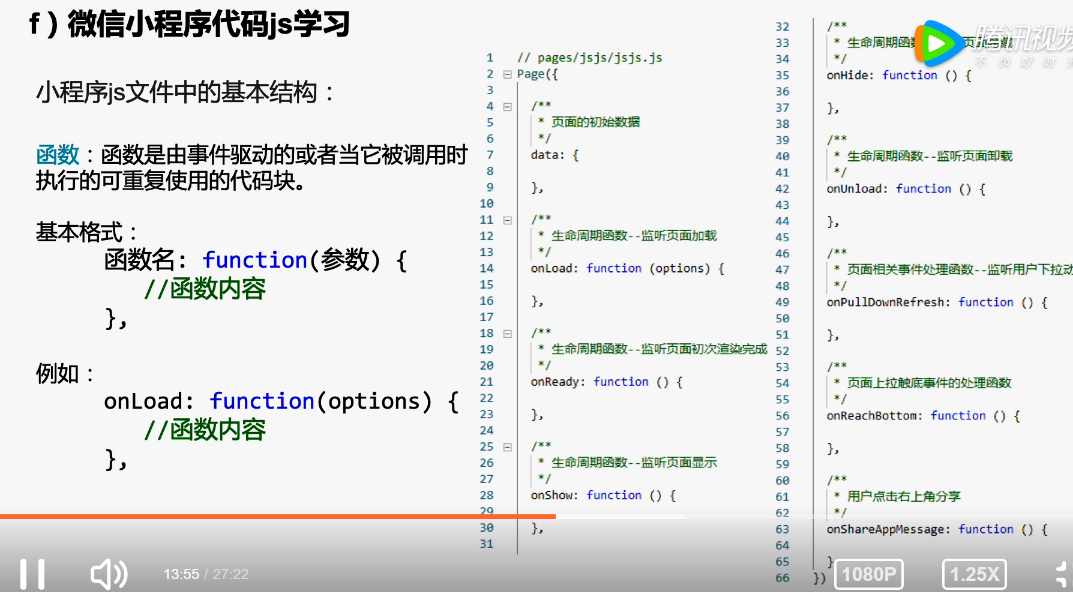 f ) 微信小程序代码js学习
小程序js文件中的基本结构：
函数：函数是由事件驱动的或者当它被调用时
执行的可重复使用的代码块。
基本格式：
函数名: function(参数) {
//函数内容
},
例如：
onLoad: function(options) {
//函数内容
},
1 // pages/jsjs/jsjs.js
2 Page({
3
4 /**
5 * 页面的初始数据
6 */
7 data: {
8
9 },
10
11 /**
12 * 生命周期函数--监听页面加载
13 */
14 onLoad: function (options) {
15
16 },
17
18 /**
19 * 生命周期函数--监听页面初次渲染完成
20 */
21 onReady: function () {
22
23 },
24
25 /**
26 * 生命周期函数--监听页面显示
27 */
28 onShow: function () {
29
30 },
31
32 /**
33 * 生命周期函数
34 */
35 onHide: function () {
36
37 },
38
39 /**
40 * 生命周期函数--监听页面卸载
41 */
42 onUnload: function () {
43
44 },
45
46 /**
47 * 页面相关事件处理函数--监听用户下拉动
48 */
49 onPullDownRefresh: function () {
50
51 },
52
53 /**
54 * 页面上拉触底事件的处理函数
55 */
56 onReachBottom: function () {
57
58 },
59
60 /**
61 * 用户点击右上角分享
62 */
63 onShareAppMessage: function () {
64
65 }
66 })
腾讯视频
不负好时
13:55 / 27:22
1080P
1.25X